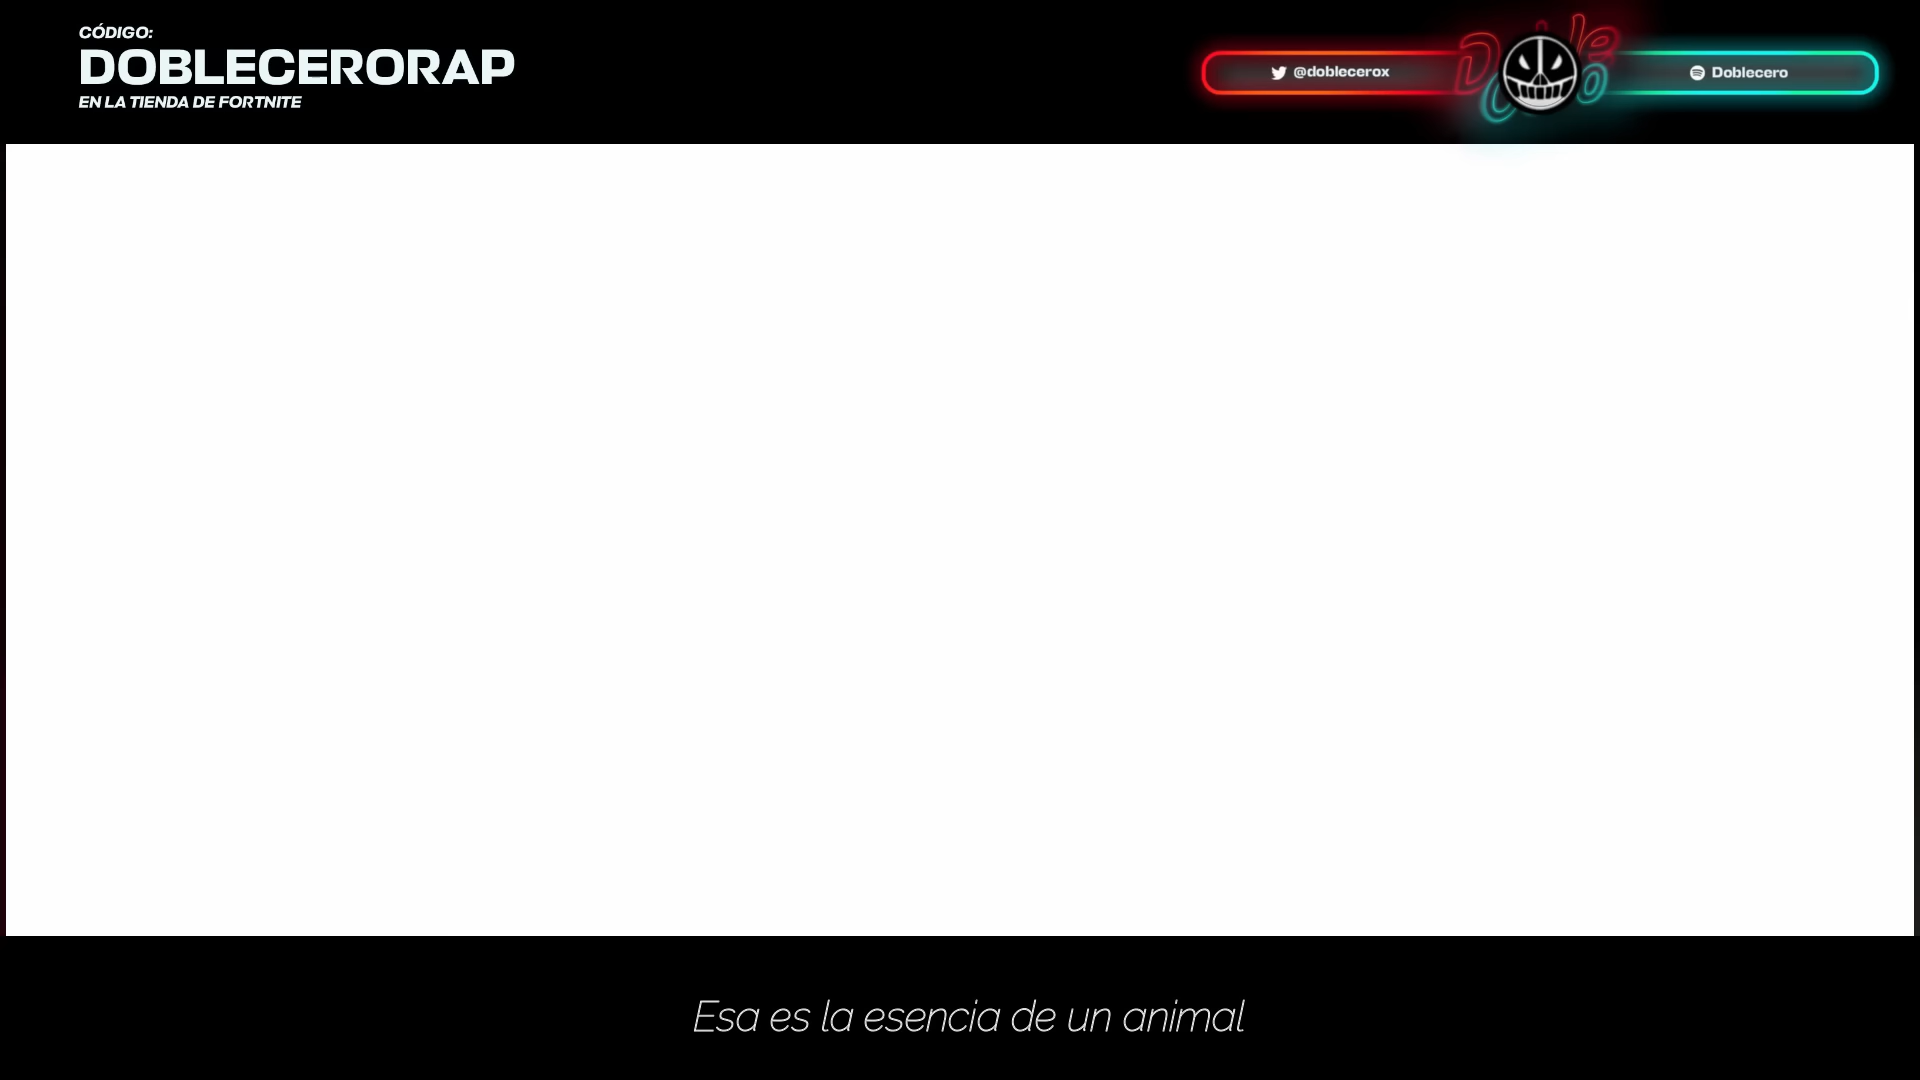 CÓDIGO:
DOBLECERORAP
EN LA TIENDA DE FORTNITE
@doblecerox
Doblecero
Esa es la esencia de un animal